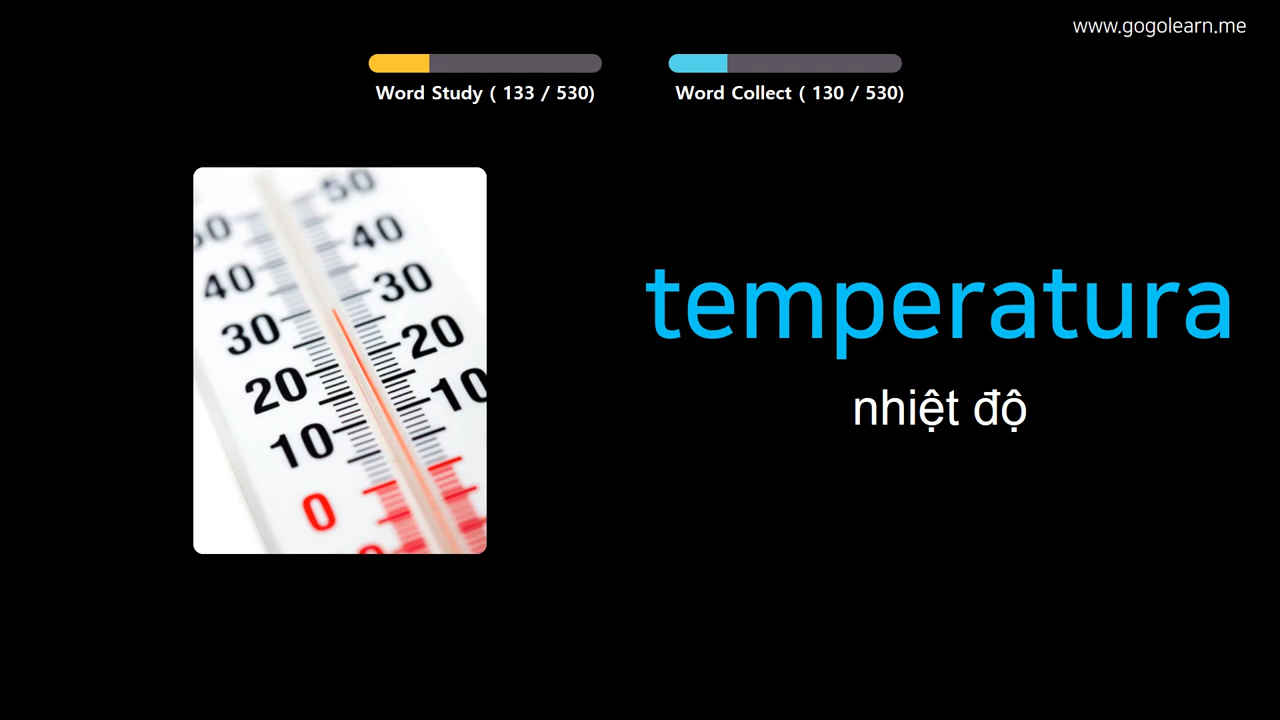 www.gogolearn.me
Word Study ( 133 / 530)
Word Collect ( 130 / 530)
50
40
40
30
30
20
20
10
10
0
temperatura
nhiệt độ